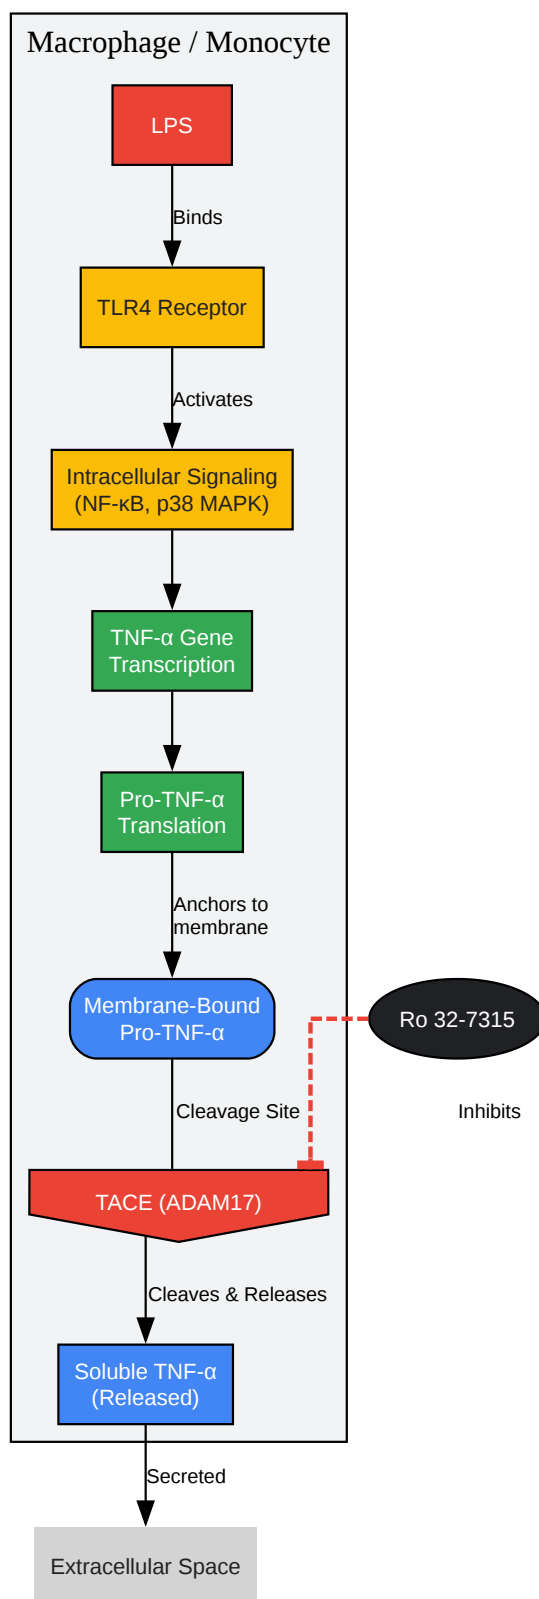 Macrophage / Monocyte
LPS
Binds
TLR4 Receptor
Activates
Intracellular Signaling
(NF-κB, p38 MAPK)
TNF-α Gene
Transcription
Pro-TNF-α
Translation
Anchors to
membrane
Membrane-Bound
Pro-TNF-α
Ro 32-7315
Cleavage Site
Inhibits
TACE (ADAM17)
Cleaves & Releases
Soluble TNF-α
(Released)
Secreted
Extracellular Space